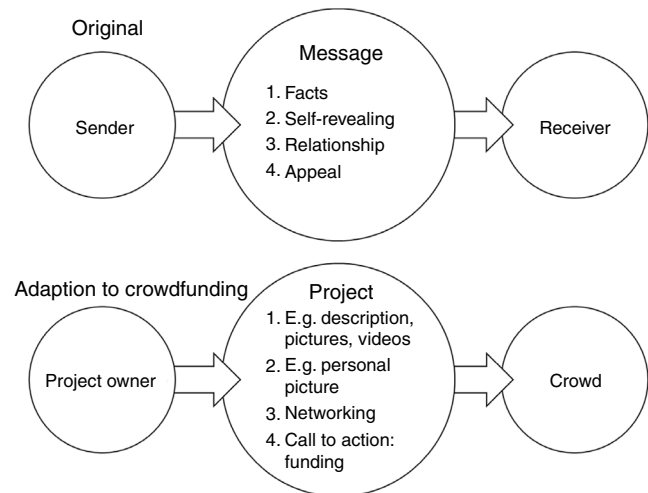 Original
Sender
Message
1. Facts
2. Self-revealing
3. Relationship
4. Appeal
Receiver
Adaption to crowdfunding
Project owner
Project
1. E.g. description,
pictures, videos
2. E.g. personal
picture
3. Networking
4. Call to action:
funding
Crowd